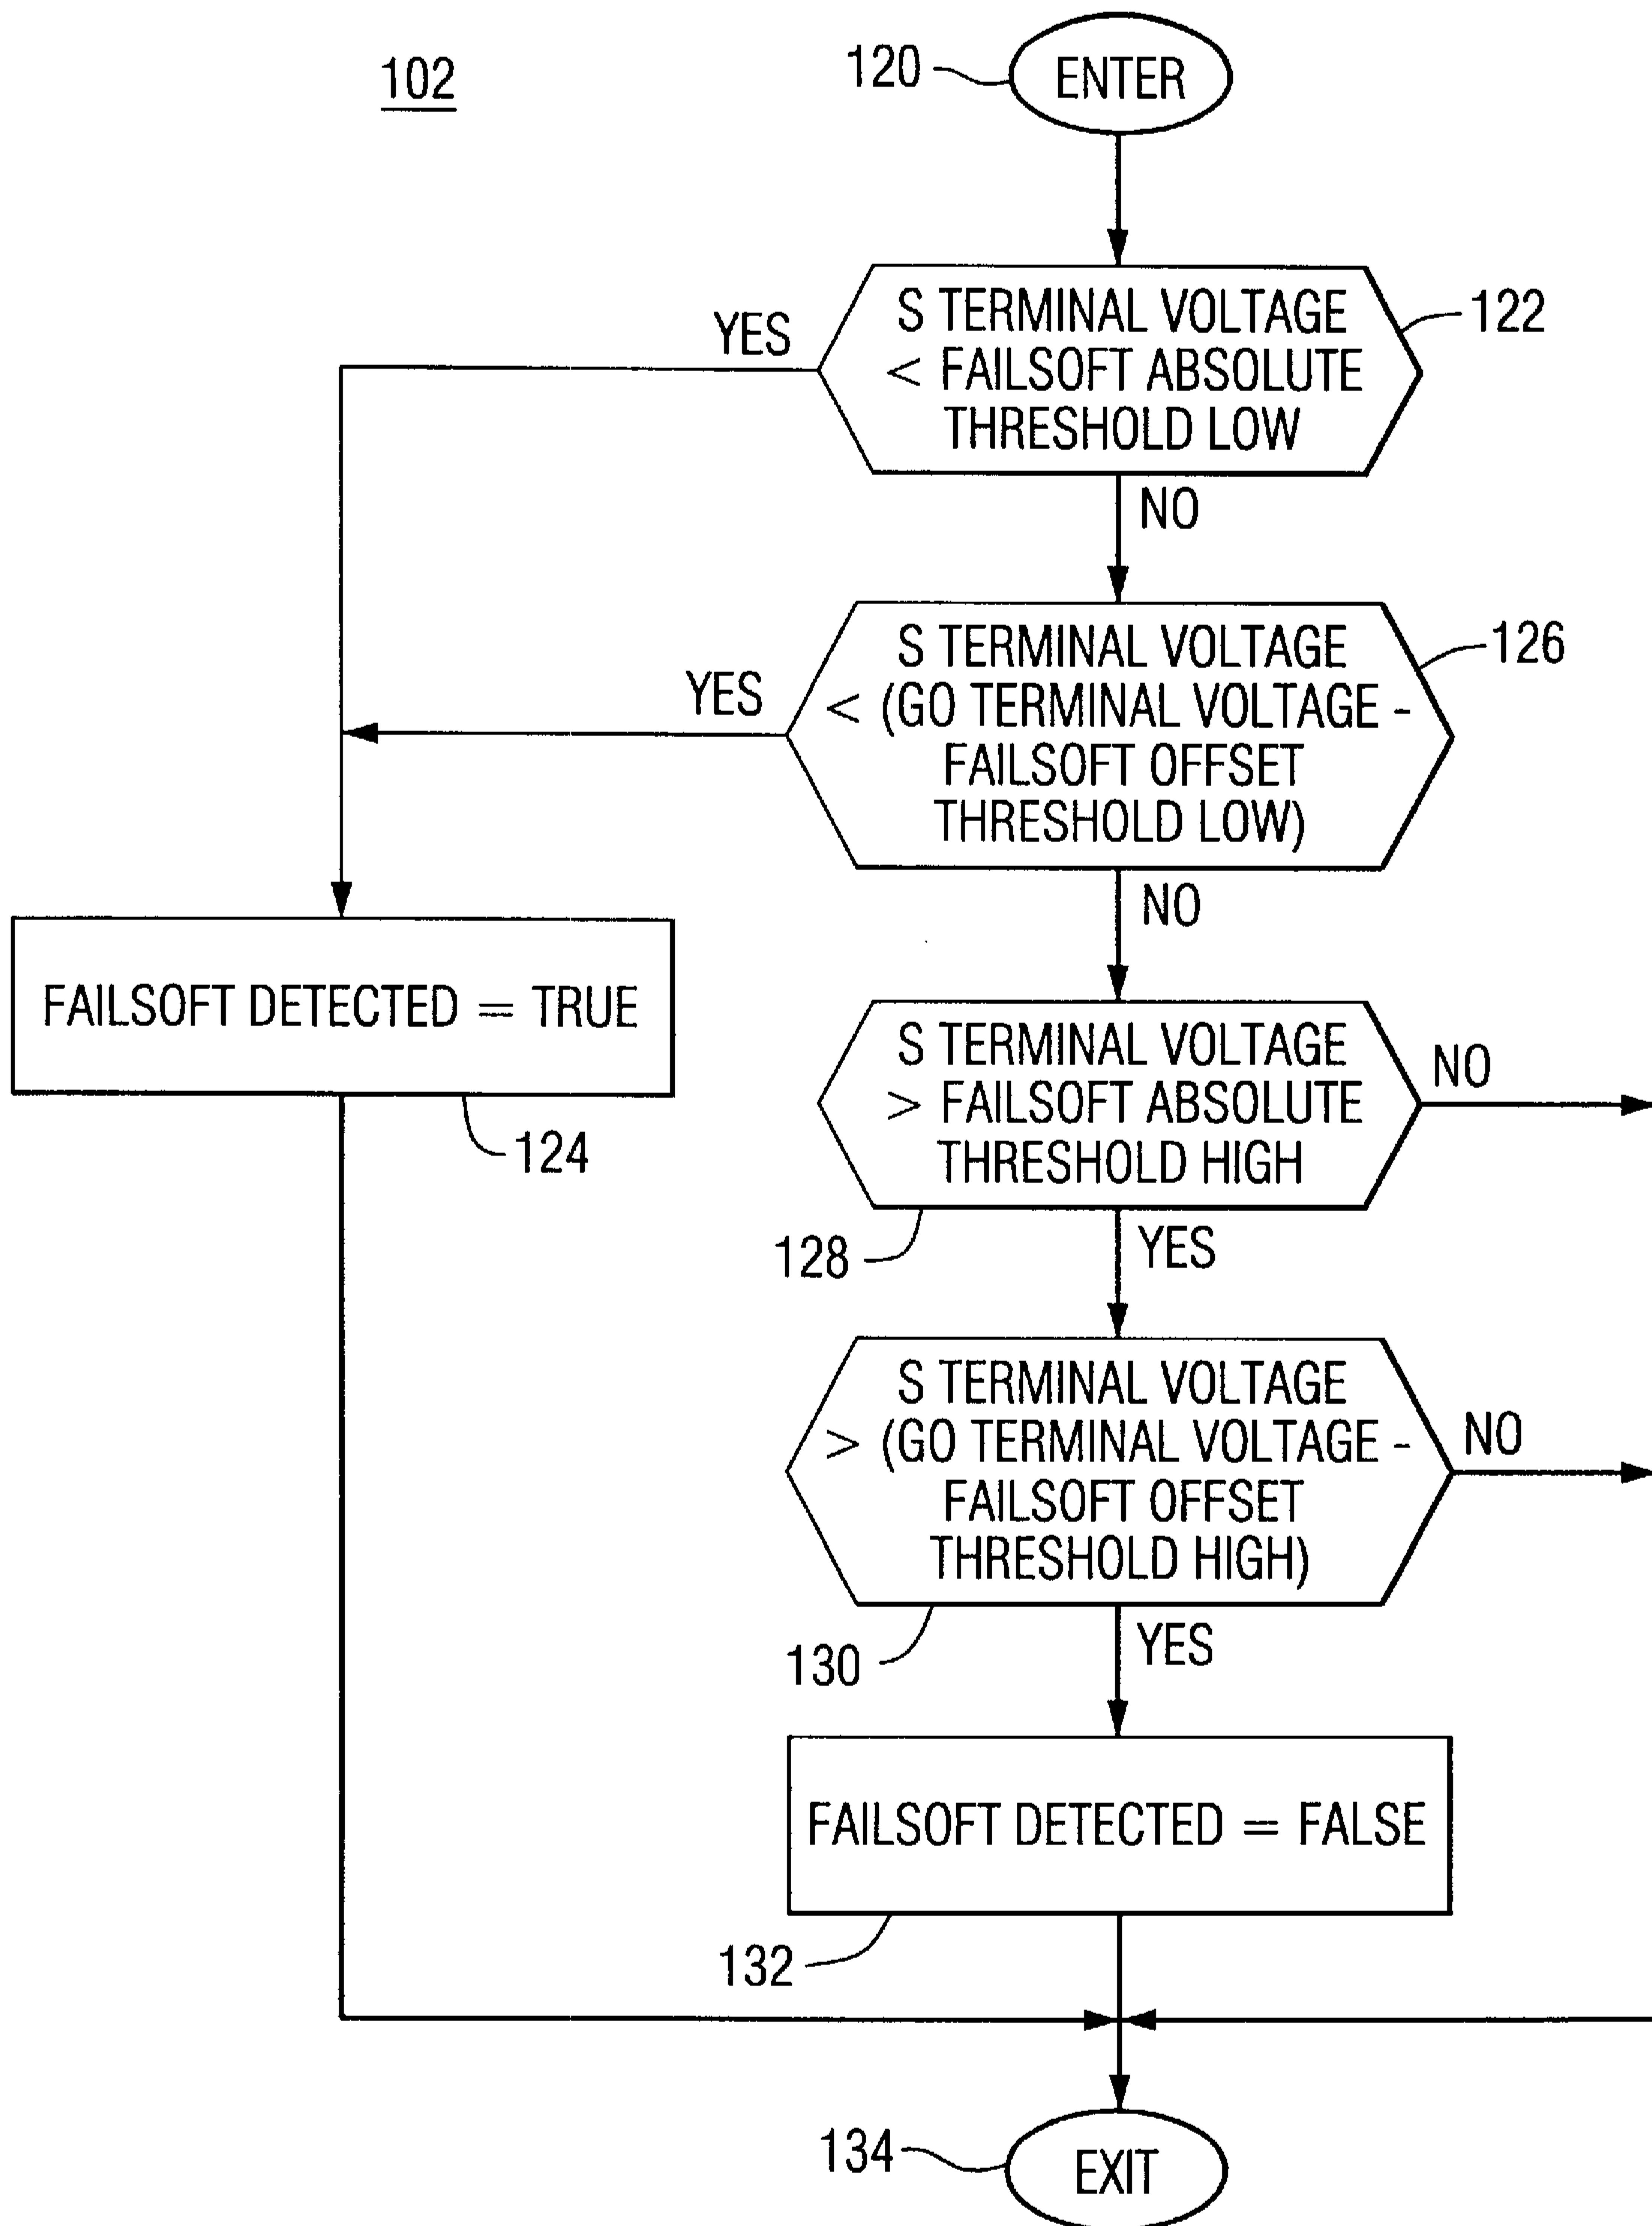 102
120
ENTER
S TERMINAL VOLTAGE
< FAILSOFT ABSOLUTE
THRESHOLD LOW
122
YES
NO
S TERMINAL VOLTAGE
< (GO TERMINAL VOLTAGE -
FAILSOFT OFFSET
THRESHOLD LOW)
126
YES
NO
FAILSOFT DETECTED = TRUE
124
S TERMINAL VOLTAGE
> FAILSOFT ABSOLUTE
THRESHOLD HIGH
NO
128
YES
S TERMINAL VOLTAGE
> (GO TERMINAL VOLTAGE -
FAILSOFT OFFSET
THRESHOLD HIGH)
NO
130
YES
FAILSOFT DETECTED = FALSE
132
134
EXIT